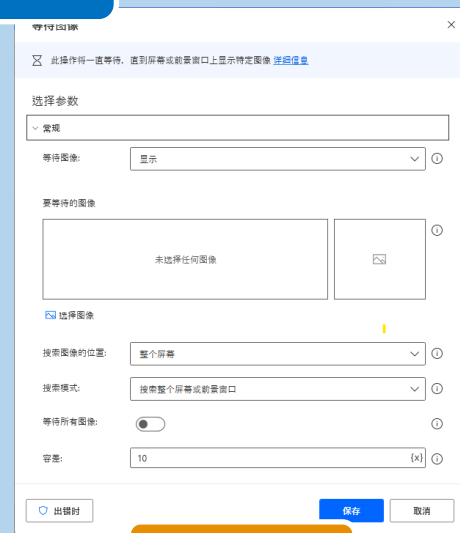 等待图像
此操作将一直等待，直到屏幕或前景窗口上显示特定图像 详细信息
选择参数
常规
等待图像: 显示
要等待的图像
未选择任何图像
选择图像
搜索图像的位置: 整个屏幕
搜索模式: 搜索整个屏幕或前景窗口
等待所有图像:
容差: 10 {x}
出错时 保存 取消